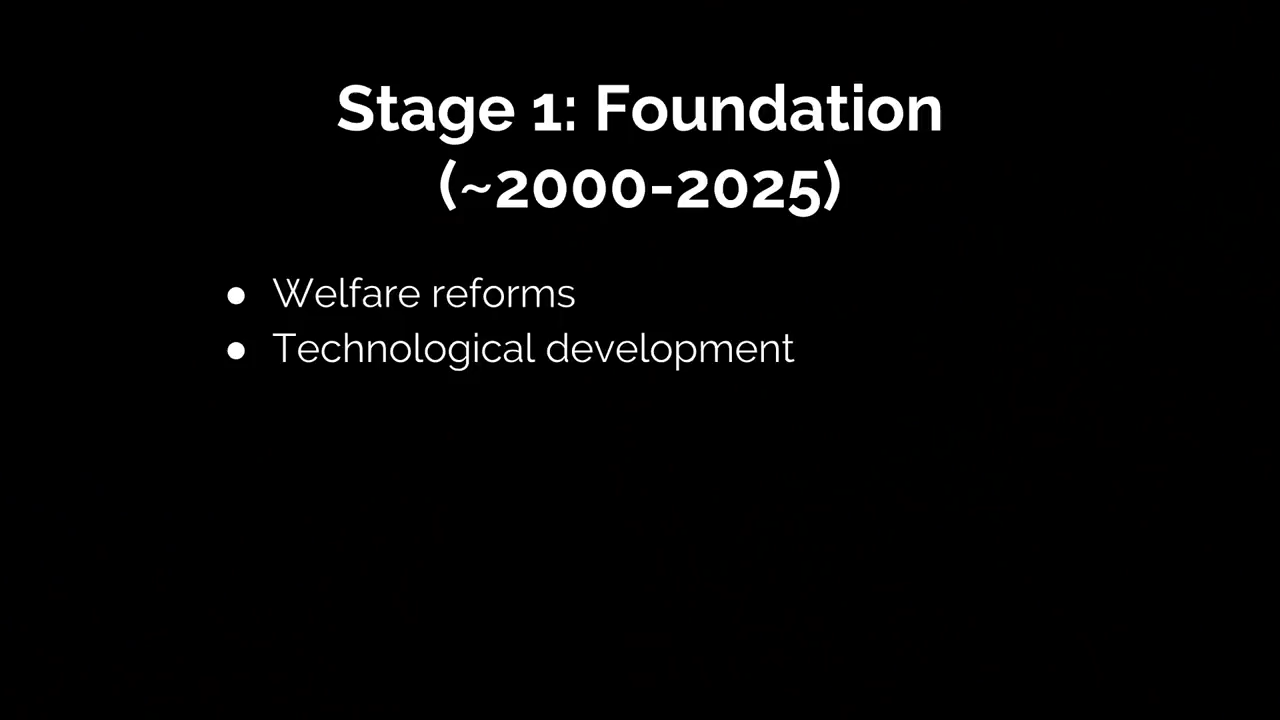 Stage 1: Foundation
(~2000-2025)
● Welfare reforms
● Technological development